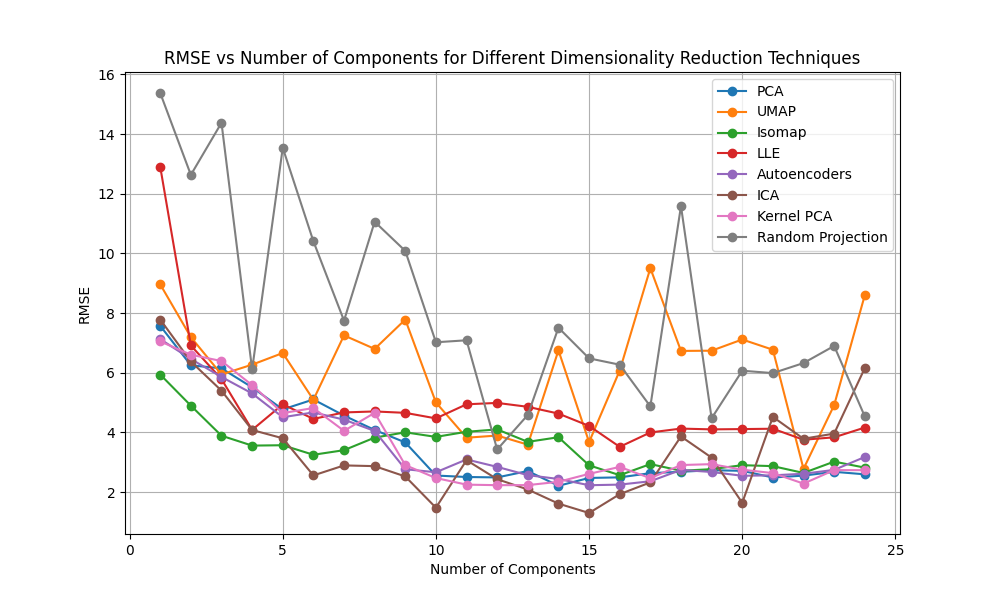 RMSE vs Number of Components for Different Dimensionality Reduction Techniques
16
14
12
10
8
6
4
2
RMSE
PCA
UMAP
Isomap
LLE
Autoencoders
ICA
Kernel PCA
Random Projection
0 5 10 15 20 25
Number of Components